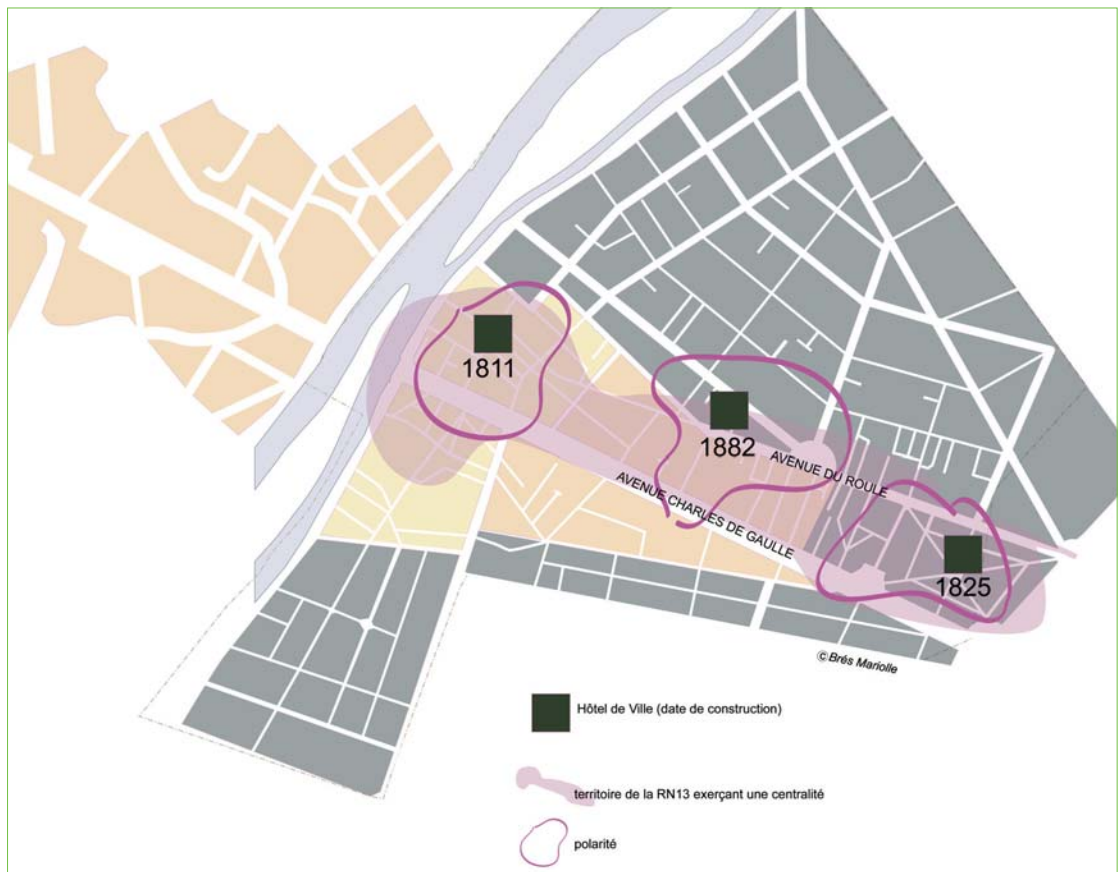 1811
1882
AVENUE DU ROULE
AVENUE CHARLES DE GAULLE
1825
© Brés Mariolle
Hôtel de Ville (date de construction)
territoire de la RN13 exerçant une centralité
polarité